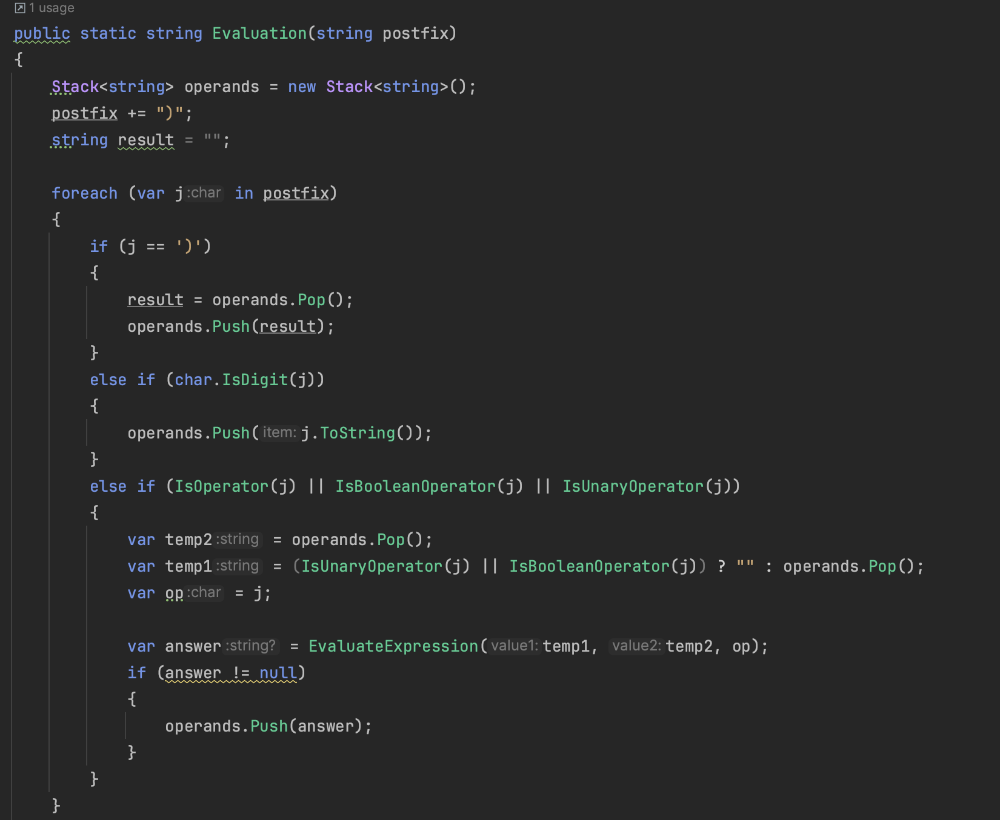 1 usage
public static string Evaluation(string postfix)
{
    Stack<string> operands = new Stack<string>();
    postfix += ")";
    string result = "";

    foreach (var j :char in postfix)
    {
        if (j == ')')
        {
            result = operands.Pop();
            operands.Push(result);
        }
        else if (char.IsDigit(j))
        {
            operands.Push( item: j.ToString());
        }
        else if (IsOperator(j) || IsBooleanOperator(j) || IsUnaryOperator(j))
        {
            var temp2 :string = operands.Pop();
            var temp1 :string = (IsUnaryOperator(j) || IsBooleanOperator(j)) ? "" : operands.Pop();
            var op :char = j;

            var answer :string? = EvaluateExpression( value1: temp1, value2: temp2, op);
            if (answer != null)
            {
                operands.Push(answer);
            }
        }
    }